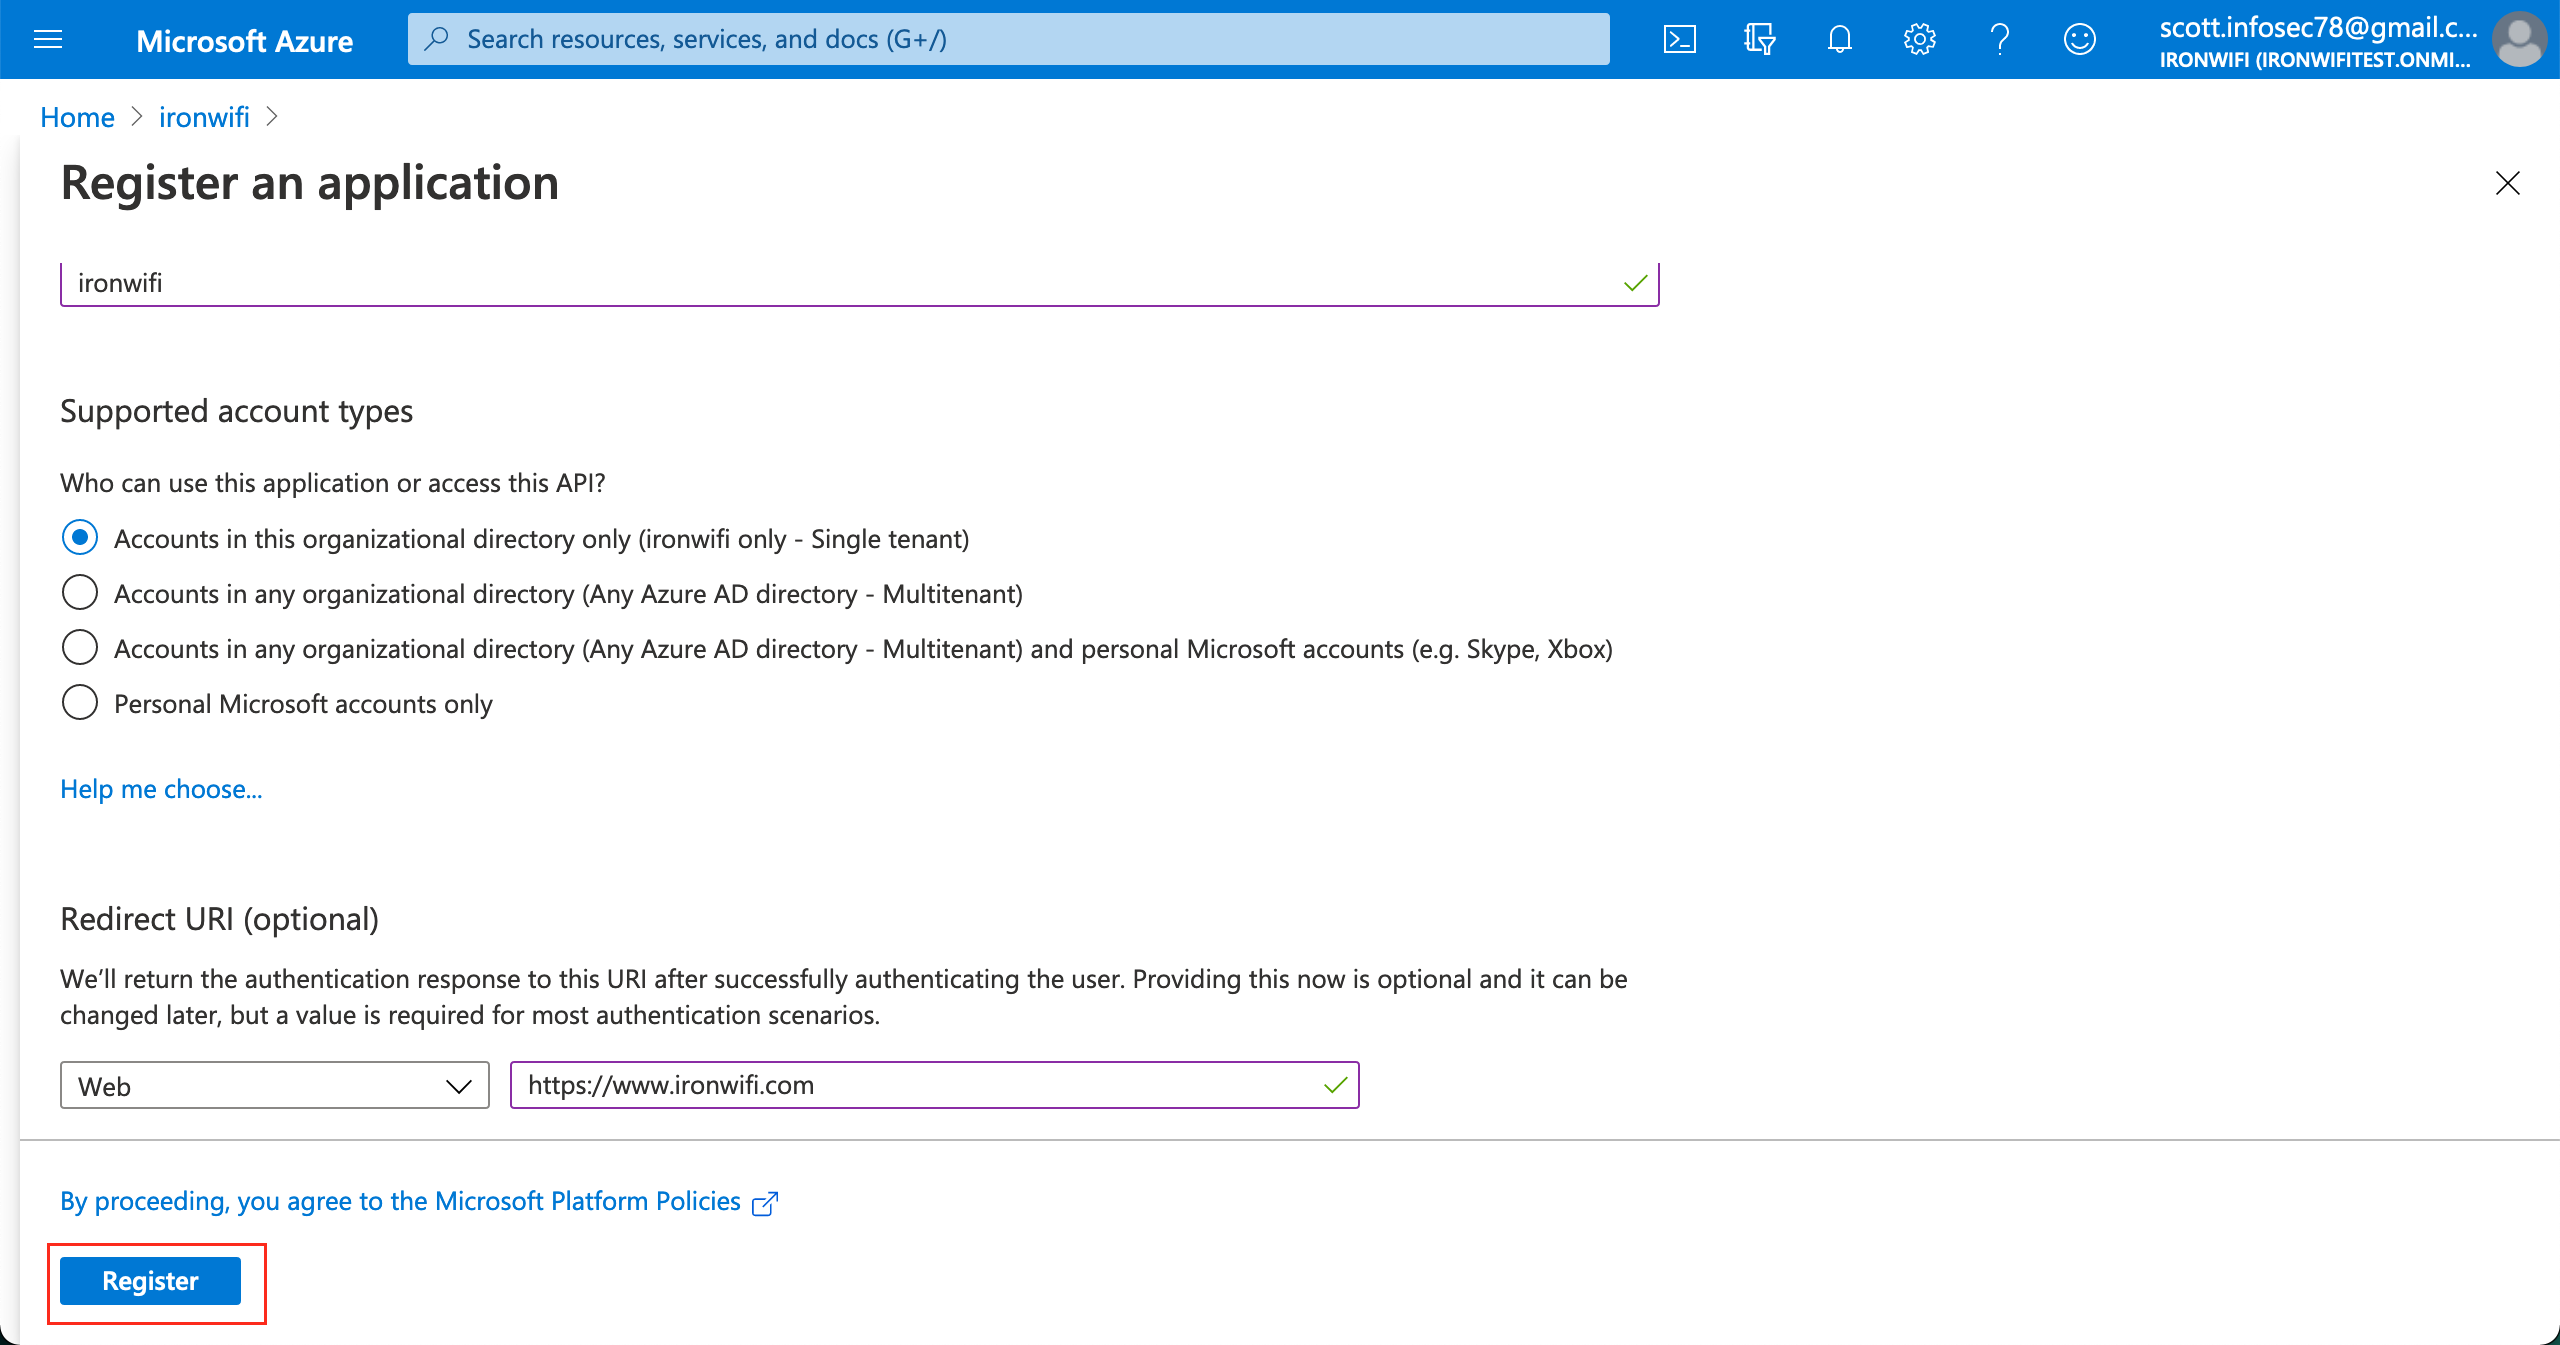 Microsoft Azure
Search resources, services, and docs (G+/)
scott.infosec78@gmail.c...
IRONWIFI (IRONWIFITEST.ONMI...
Home > ironwifi >
Register an application
ironwifi
Supported account types
Who can use this application or access this API?
Accounts in this organizational directory only (ironwifi only - Single tenant)
Accounts in any organizational directory (Any Azure AD directory - Multitenant)
Accounts in any organizational directory (Any Azure AD directory - Multitenant) and personal Microsoft accounts (e.g. Skype, Xbox)
Personal Microsoft accounts only
Help me choose...
Redirect URI (optional)
We’ll return the authentication response to this URI after successfully authenticating the user. Providing this now is optional and it can be
changed later, but a value is required for most authentication scenarios.
Web
https://www.ironwifi.com
By proceeding, you agree to the Microsoft Platform Policies
Register